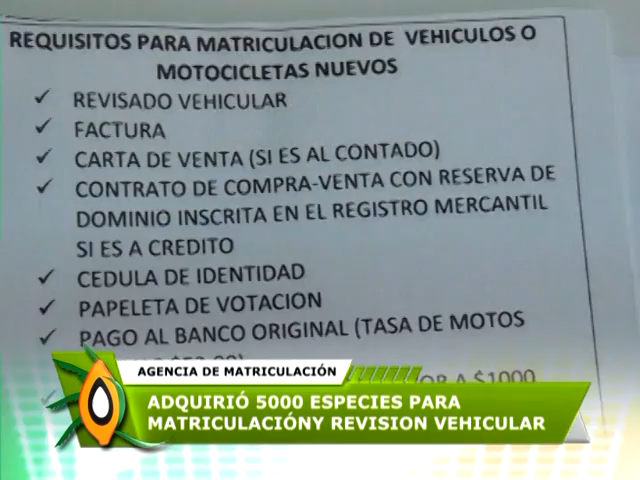 REQUISITOS PARA MATRICULACION DE VEHICULOS O
MOTOCICLETAS NUEVOS
✓ REVISADO VEHICULAR
✓ FACTURA
✓ CARTA DE VENTA (SI ES AL CONTADO)
✓ CONTRATO DE COMPRA-VENTA CON RESERVA DE
DOMINIO INSCRITA EN EL REGISTRO MERCANTIL
SI ES A CREDITO
✓ CEDULA DE IDENTIDAD
✓ PAPELETA DE VOTACION
✓ PAGO AL BANCO ORIGINAL (TASA DE MOTOS
A $1000
AGENCIA DE MATRICULACIÓN
ADQUIRIÓ 5000 ESPECIES PARA
MATRICULACIÓNY REVISION VEHICULAR